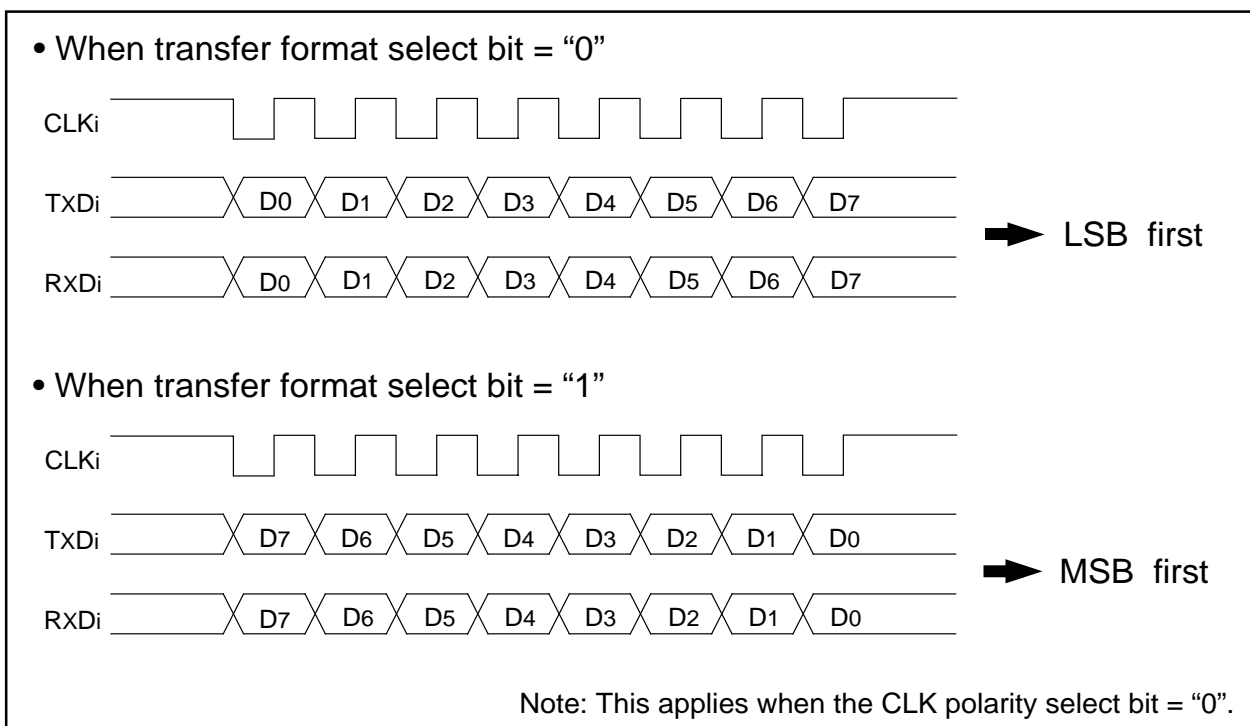 • When transfer format select bit = “0”
CLKi
TXDi D0 D1 D2 D3 D4 D5 D6 D7
RXDi D0 D1 D2 D3 D4 D5 D6 D7
LSB first
• When transfer format select bit = “1”
CLKi
TXDi D7 D6 D5 D4 D3 D2 D1 D0
RXDi D7 D6 D5 D4 D3 D2 D1 D0
MSB first
Note: This applies when the CLK polarity select bit = “0”.